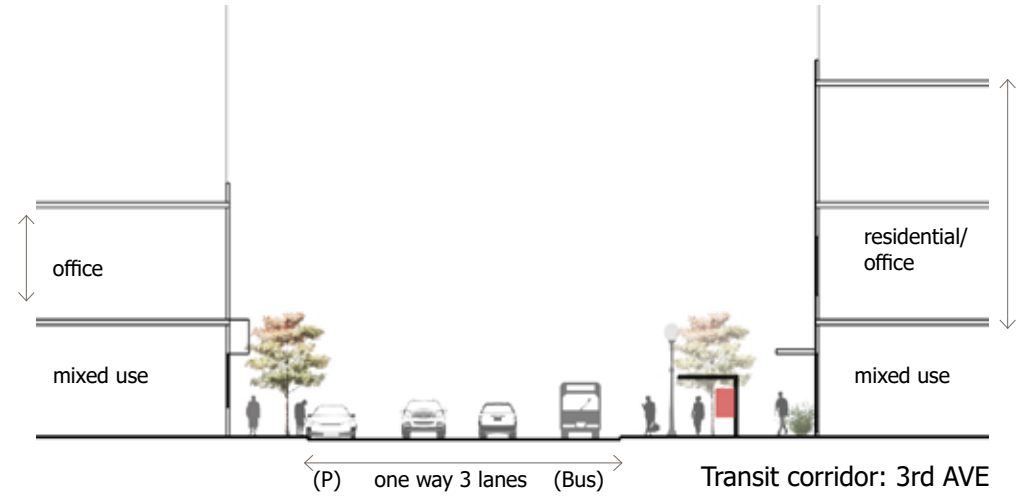 office
residential/
office
mixed use
mixed use
(P) one way 3 lanes (Bus)
Transit corridor: 3rd AVE